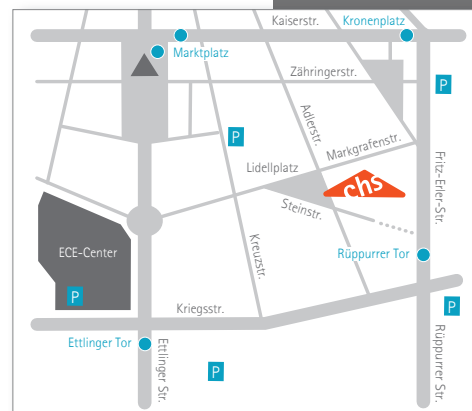 Kaiserstr.
Kronenplatz
Marktplatz
Zähringerstr.
P
Adlerstr.
P
Markgrafenstr.
Lidellplatz
chs
Fritz-Erler-Str.
Steinstr.
Kreuzstr.
ECE-Center
Rüppurrer Tor
P
Kriegsstr.
P
Ettlinger Tor
Ettlinger Str.
P
Rüppurrer Str.